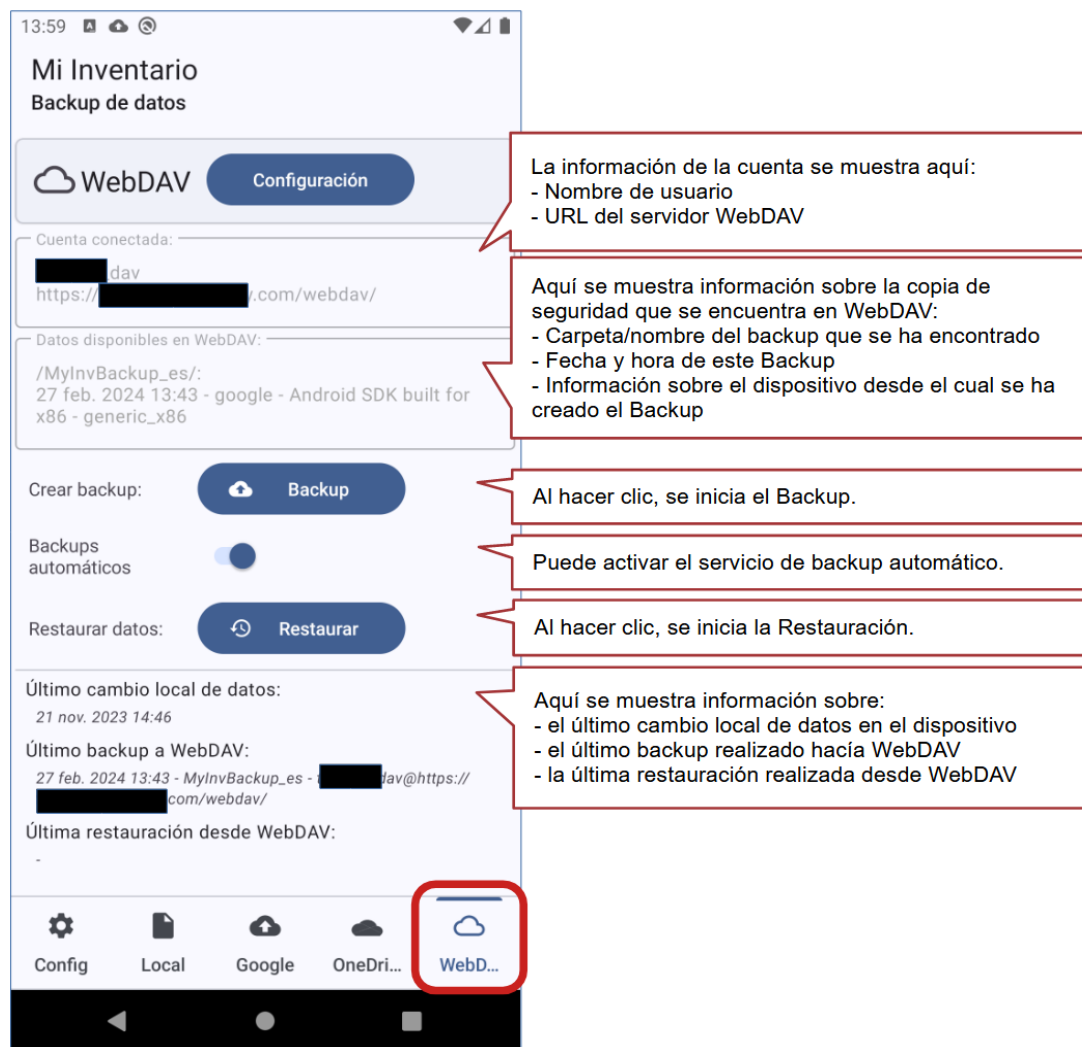 13:59
Mi Inventario
Backup de datos
WebDAV
Configuración
Cuenta conectada:
dav
https:// .com/webdav/
Datos disponibles en WebDAV:
/MyInvBackup_es/:
27 feb. 2024 13:43 - google - Android SDK built for
x86 - generic_x86
Crear backup:
Backup
Backups
automáticos
Restaurar datos:
Restaurar
Último cambio local de datos:
21 nov. 2023 14:46
Último backup a WebDAV:
27 feb. 2024 13:43 - MyInvBackup_es - dav@https://
com/webdav/
Última restauración desde WebDAV:
-
Config
Local
Google
OneDri...
WebD...
La información de la cuenta se muestra aquí:
- Nombre de usuario
- URL del servidor WebDAV
Aquí se muestra información sobre la copia de
seguridad que se encuentra en WebDAV:
- Carpeta/nombre del backup que se ha encontrado
- Fecha y hora de este Backup
- Información sobre el dispositivo desde el cual se ha
creado el Backup
Al hacer clic, se inicia el Backup.
Puede activar el servicio de backup automático.
Al hacer clic, se inicia la Restauración.
Aquí se muestra información sobre:
- el último cambio local de datos en el dispositivo
- el último backup realizado hacía WebDAV
- la última restauración realizada desde WebDAV